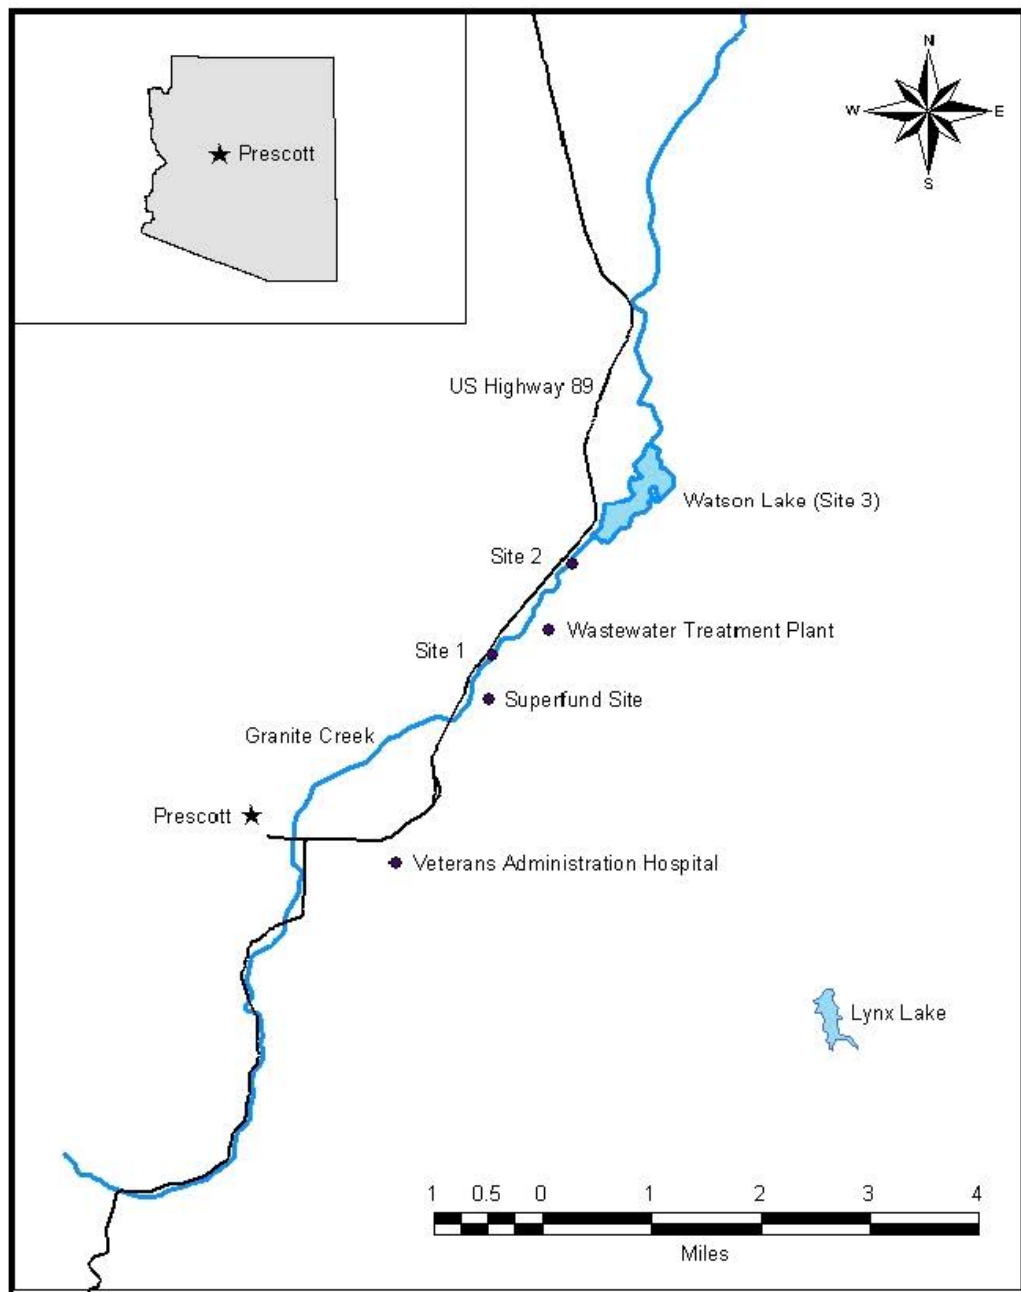 N
W E
S
Prescott
US Highway 89
Watson Lake (Site 3)
Site 2
Wastewater Treatment Plant
Site 1
Superfund Site
Granite Creek
Prescott
Veterans Administration Hospital
Lynx Lake
1 0.5 0 1 2 3 4
Miles